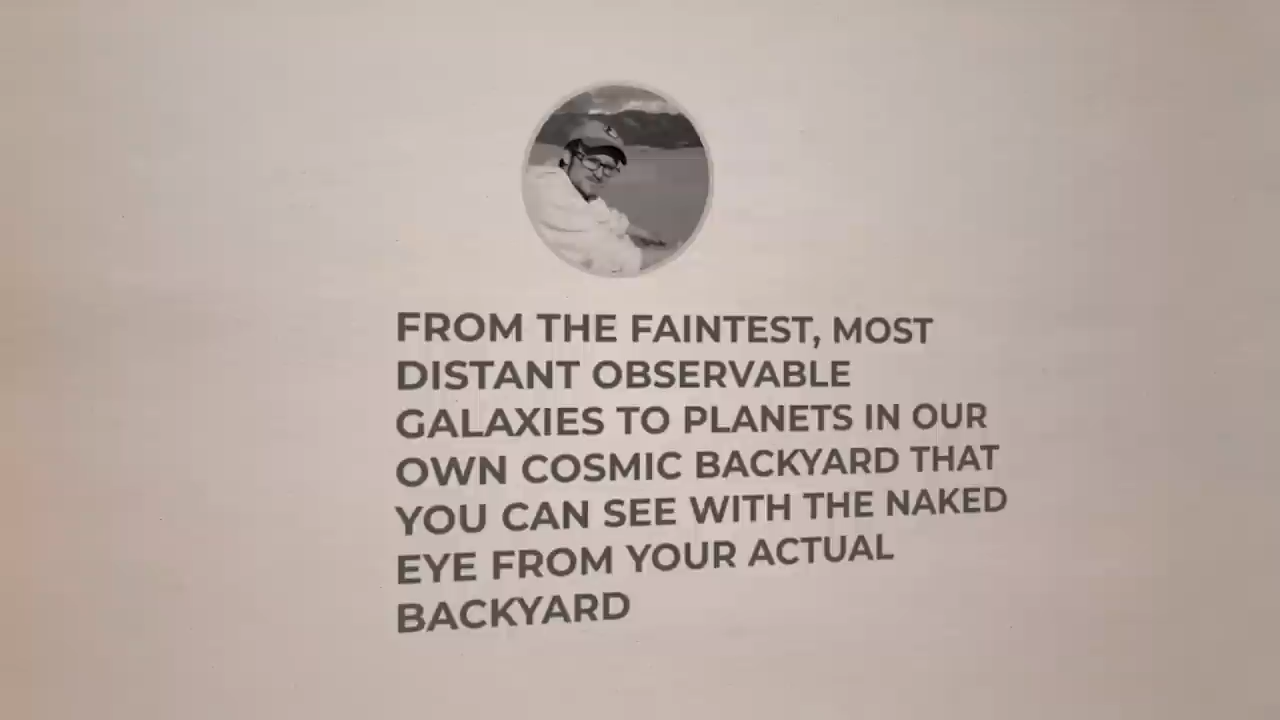 FROM THE FAINTEST, MOST
DISTANT OBSERVABLE
GALAXIES TO PLANETS IN OUR
OWN COSMIC BACKYARD THAT
YOU CAN SEE WITH THE NAKED
EYE FROM YOUR ACTUAL
BACKYARD